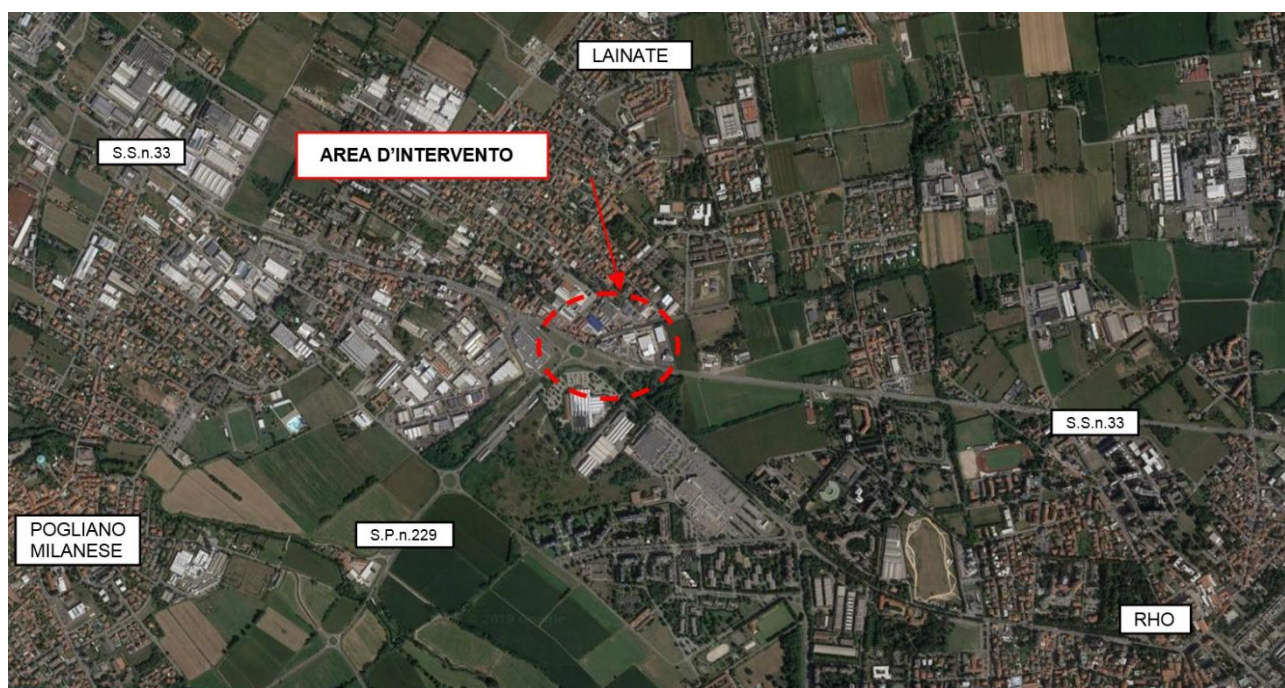 LAINATE
S.S.n.33
AREA D’INTERVENTO
S.S.n.33
POGLIANO
MILANESE
S.P.n.229
RHO